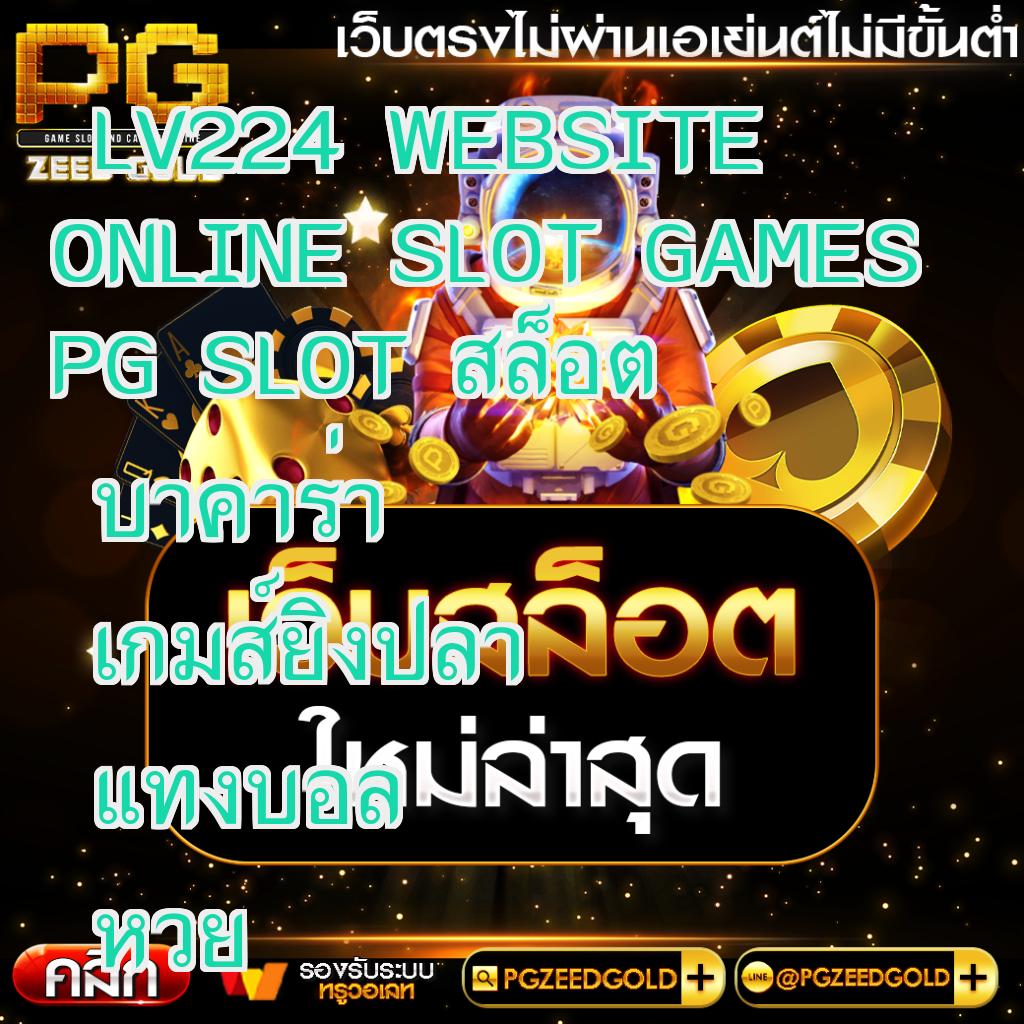 เว็บตรงไม่ผ่านเอเย่นต์ไม่มีขั้นต่ำ
PG
GAME SLO
ZEED GOLD
LV224 WEBSITE
ONLINE SLOT GAMES
PG SLOT สล็อต
บาคาร่า
เกมส์ยิงปลา
แทงบอล
หวย
เว็บสล็อต
ใหม่ล่าสุด
คลิก
รองรับระบบ
ทรูวอเลท
PGZEEDGOLD
LINE @PGZEEDGOLD